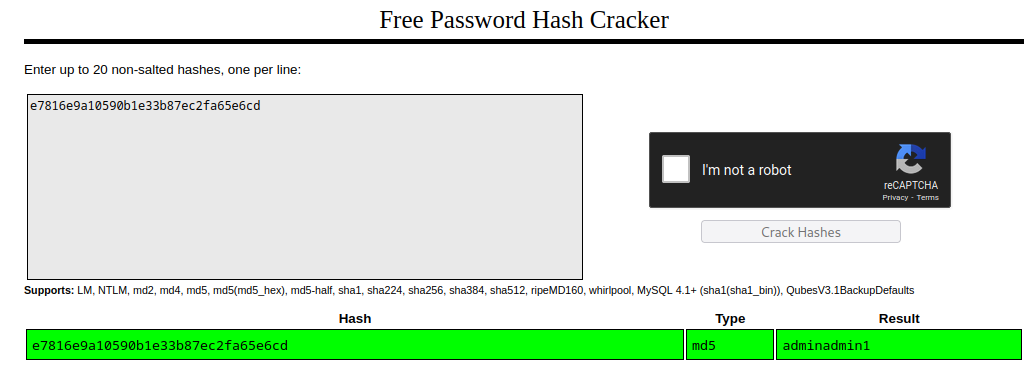 Free Password Hash Cracker
Enter up to 20 non-salted hashes, one per line:
e7816e9a10590b1e33b87ec2fa65e6cd
I'm not a robot
reCAPTCHA
Privacy - Terms
Crack Hashes
Supports: LM, NTLM, md2, md4, md5, md5(md5_hex), md5-half, sha1, sha224, sha256, sha384, sha512, ripeMD160, whirlpool, MySQL 4.1+ (sha1(sha1_bin)), QubesV3.1BackupDefaults
Hash Type Result
e7816e9a10590b1e33b87ec2fa65e6cd md5 adminadmin1